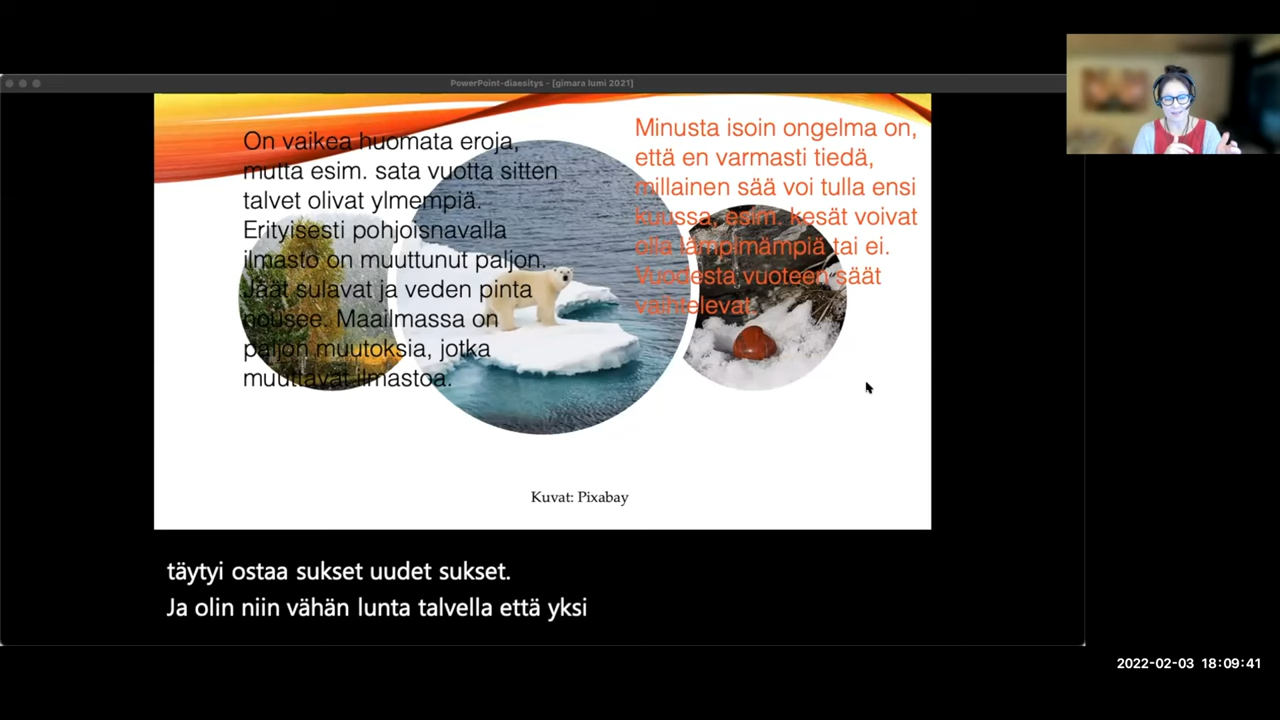 PowerPoint-diaesitys - [gimara lumi 2021]
On vaikea huomata eroja,
mutta esim. sata vuotta sitten
talvet olivat ylmempiä.
Erityisesti pohjoisnavalla
ilmasto on muuttunut paljon.
Jäät sulavat ja veden pinta
nousee. Maailmassa on
paljon muutoksia, jotka
muuttavat ilmastoa.
Minusta isoin ongelma on,
että en varmasti tiedä,
millainen sää voi tulla ensi
kuussa, esim. kesät voivat
olla lämpimämpiä tai ei.
Vuodesta vuoteen säät
vaihtelevat.
Kuvat: Pixabay
täytyi ostaa sukset uudet sukset.
Ja olin niin vähän lunta talvella että yksi
2022-02-03 18:09:41